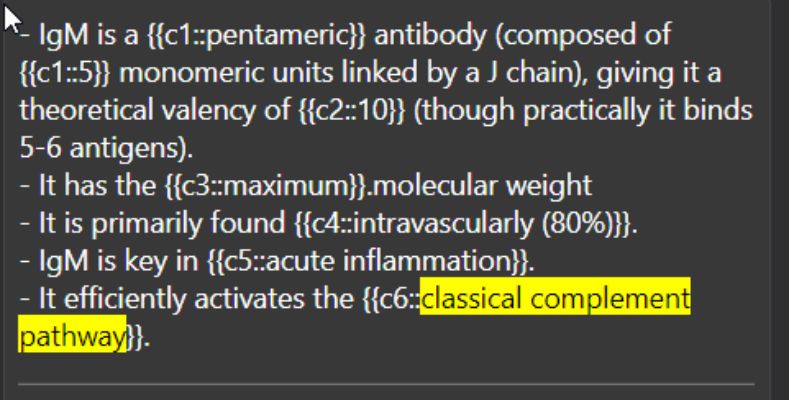 - IgM is a {{c1::pentameric}} antibody (composed of
{{c1::5}} monomeric units linked by a J chain), giving it a
theoretical valency of {{c2::10}} (though practically it binds
5-6 antigens).
- It has the {{c3::maximum}}.molecular weight
- It is primarily found {{c4::intravascularly (80%)}}.
- IgM is key in {{c5::acute inflammation}}.
- It efficiently activates the {{c6::classical complement
pathway}}.